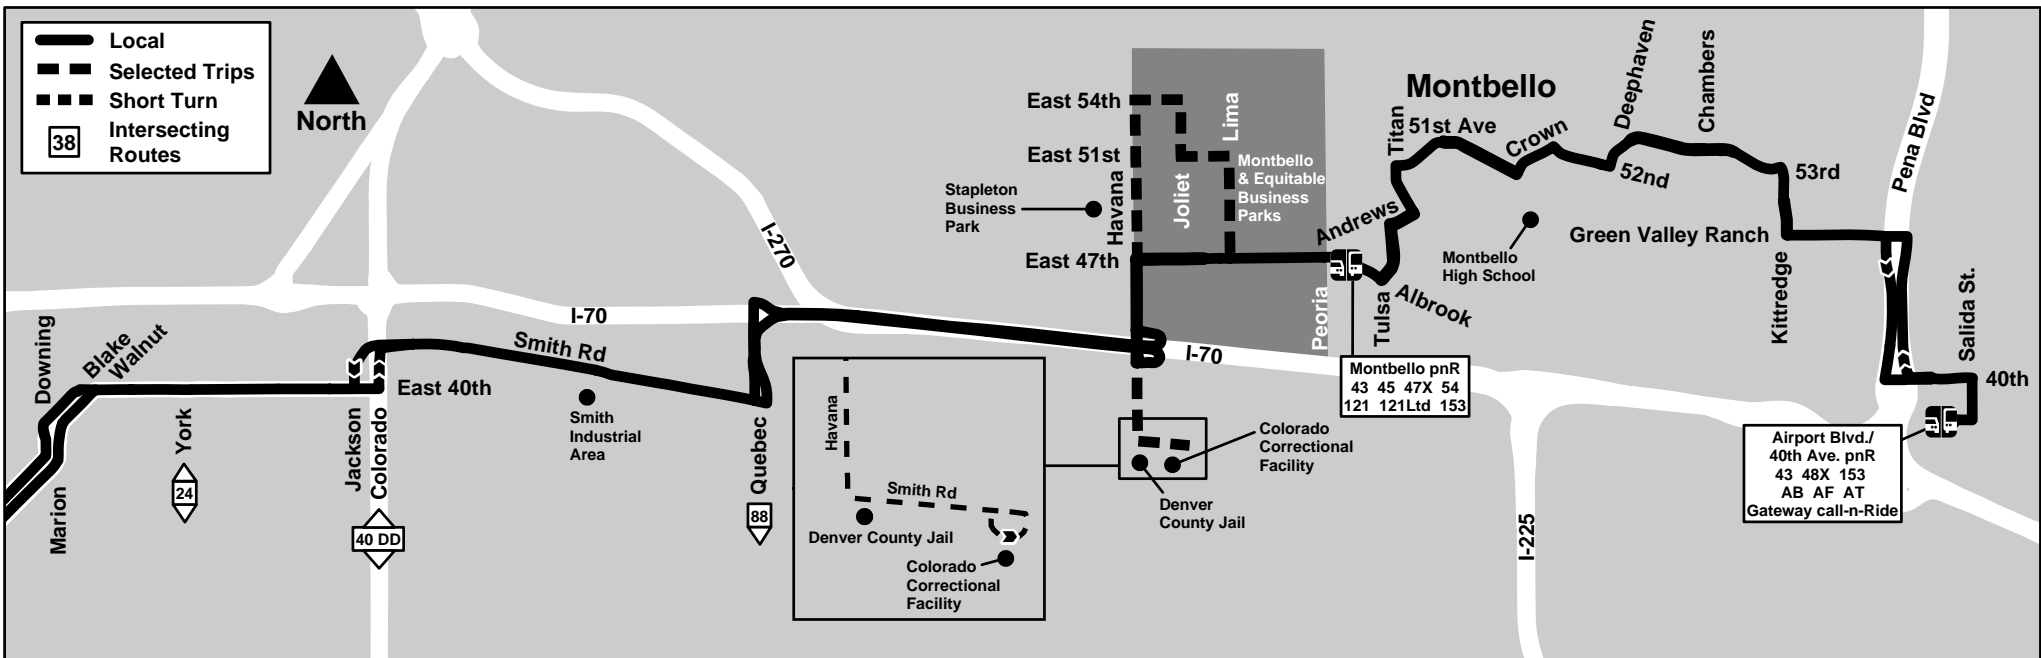 Local
Selected Trips
Short Turn
38
Intersecting
Routes
North
I-270
I-70
Smith Rd
Downing
Blake
Walnut
Marion
York
24
Jackson
Colorado
40 DD
East 40th
Smith
Industrial
Area
Quebec
88
East 54th
East 51st
Stapleton
Business
Park
Havana
East 47th
Joliet
Lima
Montbello
& Equitable
Business
Parks
Peoria
I-70
Havana
Smith Rd
Denver County Jail
Colorado
Correctional
Facility
Colorado
Correctional
Facility
Denver
County Jail
Montbello
Andrews
Titan
51st Ave
Crown
Deephaven
52nd
Chambers
53rd
Tulsa
Albrook
Montbello
High School
Green Valley Ranch
Kittredge
Pena Blvd
Salida St.
40th
Montbello pnR
43 45 47X 54
121 121Ltd 153
I-225
Airport Blvd./
40th Ave. pnR
43 48X 153
AB AF AT
Gateway call-n-Ride